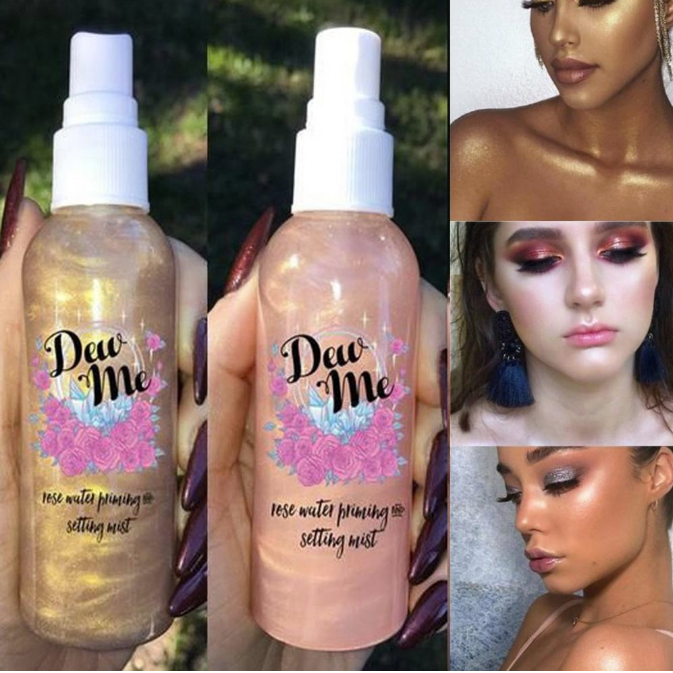 Dew
Me
rose water priming AND
setting mist
Dew
Me
rose water priming AND
setting mist